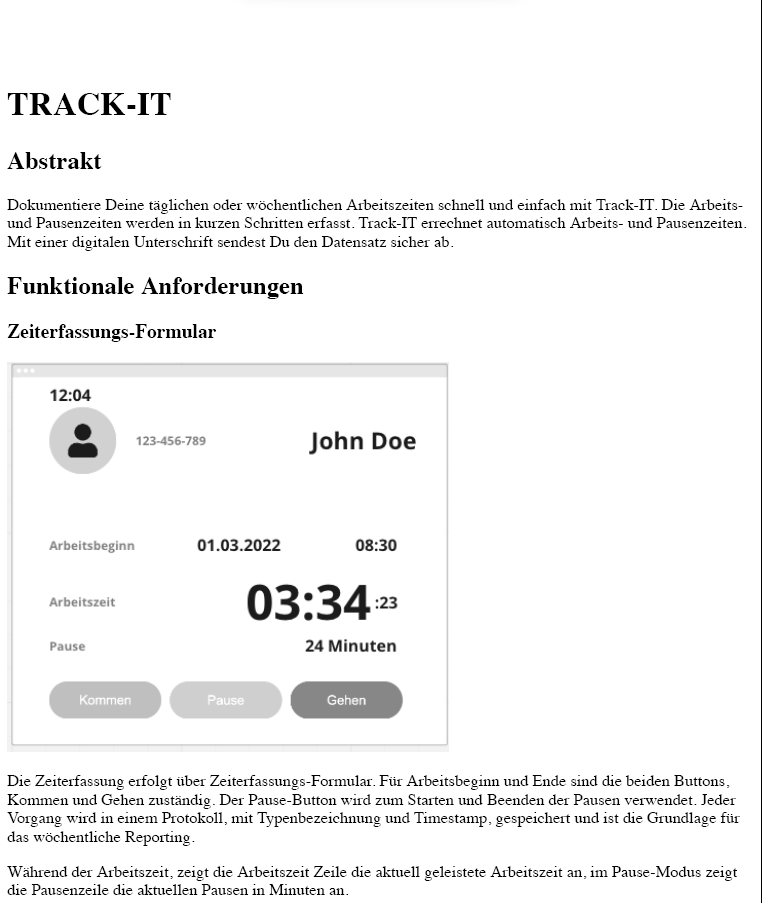 TRACK-IT
Abstrakt
Dokumentiere Deine täglichen oder wöchentlichen Arbeitszeiten schnell und einfach mit Track-IT. Die Arbeits-
und Pausenzeiten werden in kurzen Schritten erfasst. Track-IT errechnet automatisch Arbeits- und Pausenzeiten.
Mit einer digitalen Unterschrift sendest Du den Datensatz sicher ab.
Funktionale Anforderungen
Zeiterfassungs-Formular
12:04
123-456-789 John Doe
Arbeitsbeginn 01.03.2022 08:30
Arbeitszeit 03:34 :23
Pause 24 Minuten
Kommen Pause Gehen
Die Zeiterfassung erfolgt über Zeiterfassungs-Formular. Für Arbeitsbeginn und Ende sind die beiden Buttons,
Kommen und Gehen zuständig. Der Pause-Button wird zum Starten und Beenden der Pausen verwendet. Jeder
Vorgang wird in einem Protokoll, mit Typenbezeichnung und Timestamp, gespeichert und ist die Grundlage für
das wöchentliche Reporting.
Während der Arbeitszeit, zeigt die Arbeitszeit Zeile die aktuell geleistete Arbeitszeit an, im Pause-Modus zeigt
die Pausenzeile die aktuellen Pausen in Minuten an.